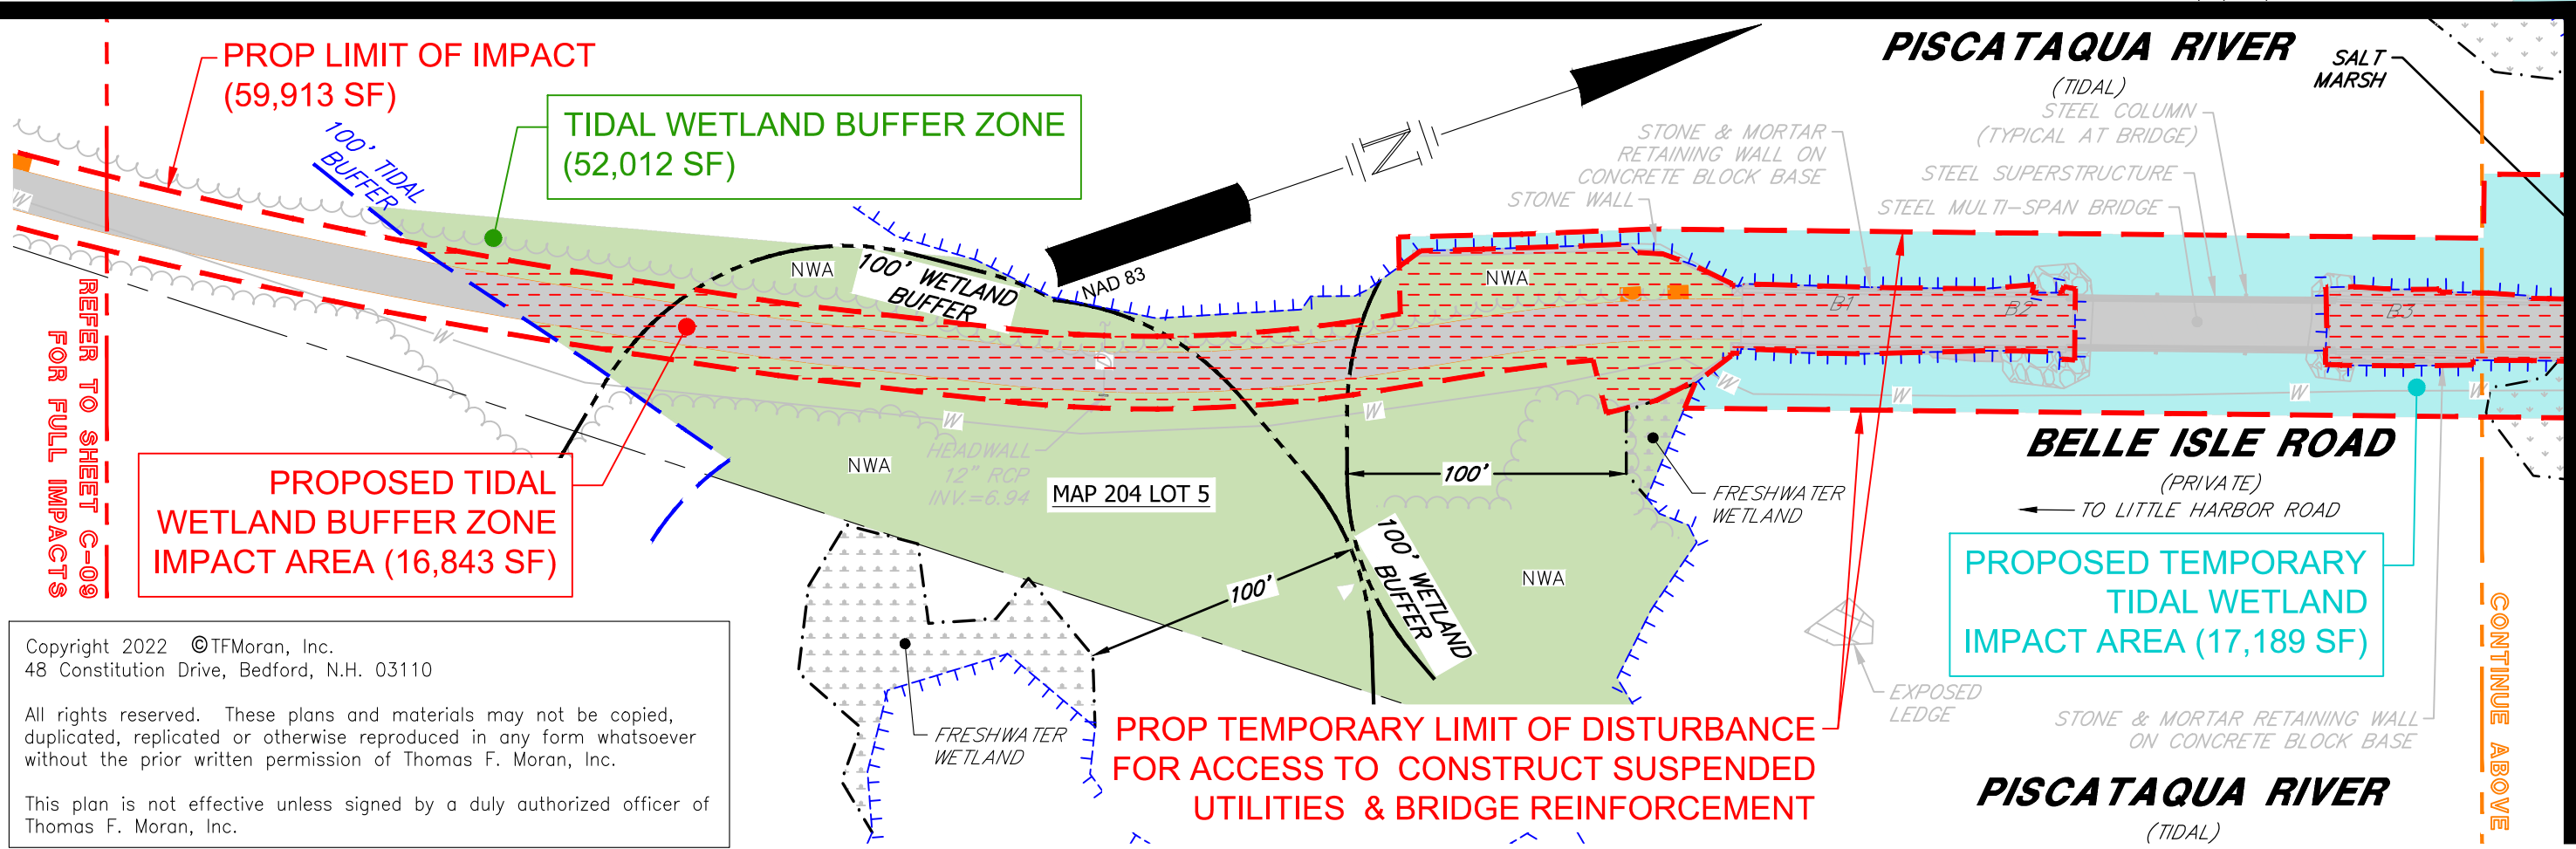 PROP LIMIT OF IMPACT
(59,913 SF)
100' TIDAL
BUFFER
TIDAL WETLAND BUFFER ZONE
(52,012 SF)
N
NAD 83
PISCATAQUA RIVER
(TIDAL)
SALT
MARSH
STEEL COLUMN
(TYPICAL AT BRIDGE)
STEEL SUPERSTRUCTURE
STEEL MULTI-SPAN BRIDGE
STONE & MORTAR
RETAINING WALL ON
CONCRETE BLOCK BASE
STONE WALL
NWA
100' WETLAND
BUFFER
NWA
B1
B2
B3
W
W
W
W
W
W
W
W
REFER TO SHEET C-09
FOR FULL IMPACTS
PROPOSED TIDAL
WETLAND BUFFER ZONE
IMPACT AREA (16,843 SF)
NWA
HEADWALL
12" RCP
INV.=6.94
MAP 204 LOT 5
100'
FRESHWATER
WETLAND
100' WETLAND
BUFFER
NWA
100'
FRESHWATER
WETLAND
BELLE ISLE ROAD
(PRIVATE)
TO LITTLE HARBOR ROAD
PROPOSED TEMPORARY
TIDAL WETLAND
IMPACT AREA (17,189 SF)
EXPOSED
LEDGE
STONE & MORTAR RETAINING WALL
ON CONCRETE BLOCK BASE
CONTINUE ABOVE
PROP TEMPORARY LIMIT OF DISTURBANCE
FOR ACCESS TO CONSTRUCT SUSPENDED
UTILITIES & BRIDGE REINFORCEMENT
PISCATAQUA RIVER
(TIDAL)
Copyright 2022 ©TFMoran, Inc.
48 Constitution Drive, Bedford, N.H. 03110
All rights reserved. These plans and materials may not be copied,
duplicated, replicated or otherwise reproduced in any form whatsoever
without the prior written permission of Thomas F. Moran, Inc.
This plan is not effective unless signed by a duly authorized officer of
Thomas F. Moran, Inc.